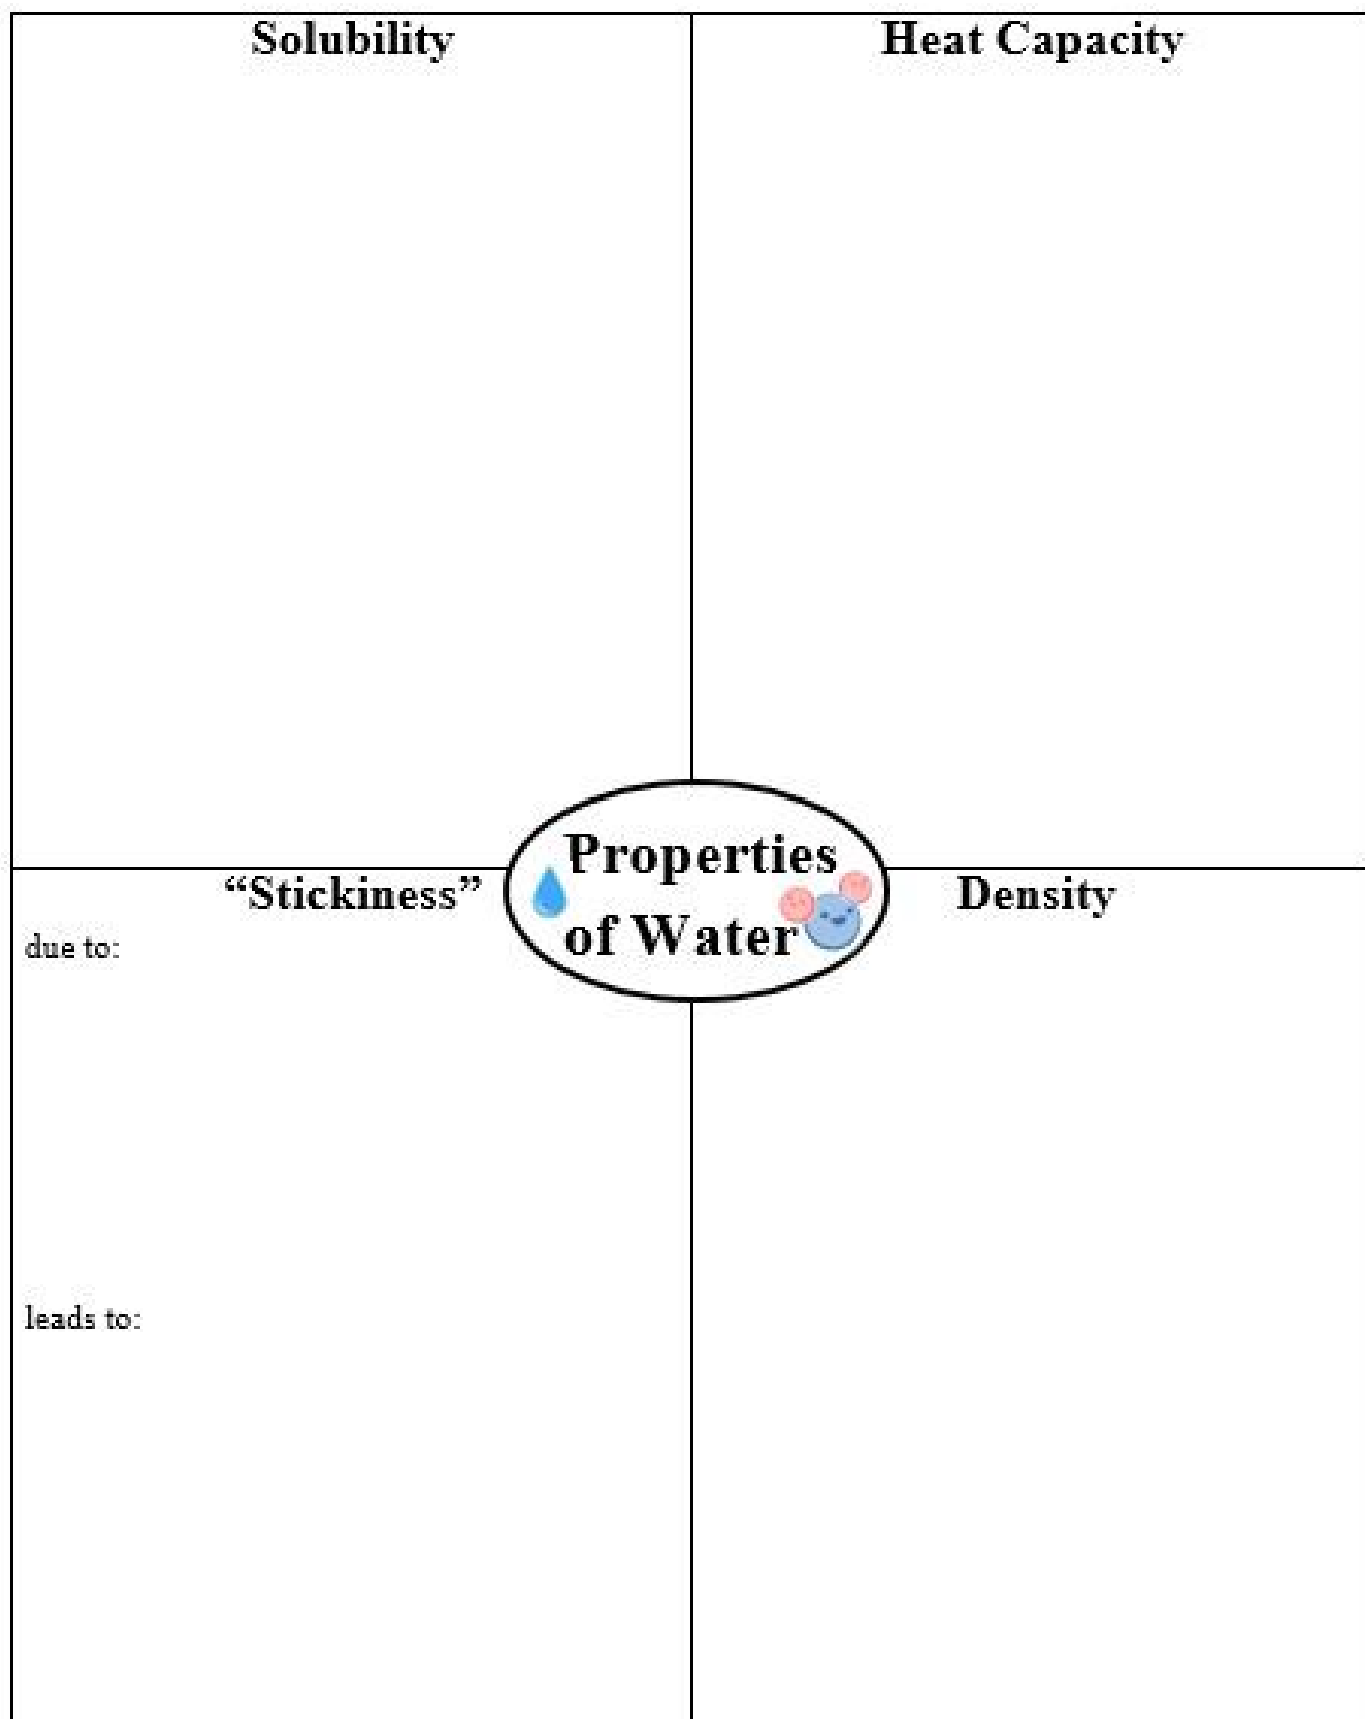 Solubility
Heat Capacity
Properties
of Water
“Stickiness”
due to:
leads to:
Density